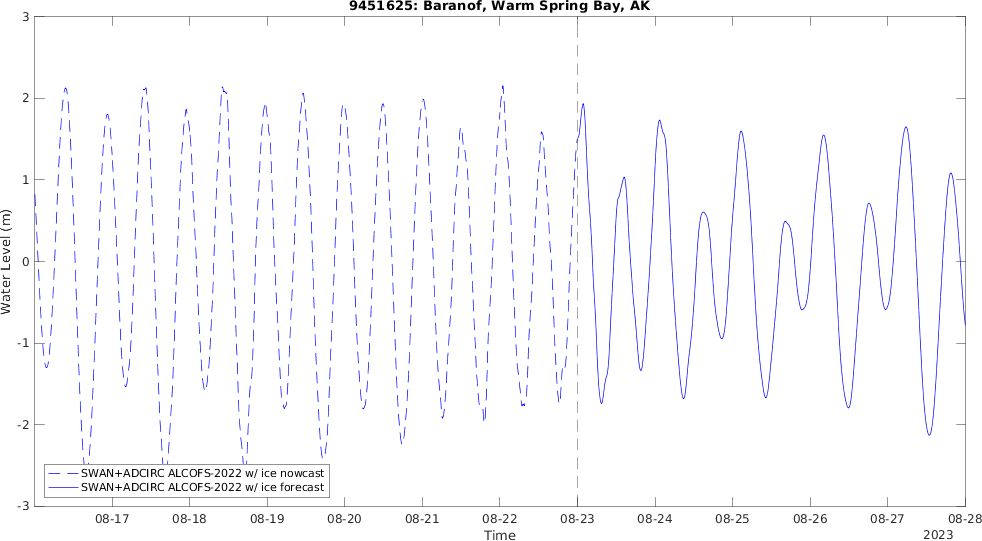 9451625: Baranof, Warm Spring Bay, AK
3
2
1
0
-1
-2
-3
Water Level (m)
SWAN+ADCIRC ALCOFS-2022 w/ ice nowcast
SWAN+ADCIRC ALCOFS-2022 w/ ice forecast
08-17 08-18 08-19 08-20 08-21 08-22 08-23 08-24 08-25 08-26 08-27 08-28
Time
2023